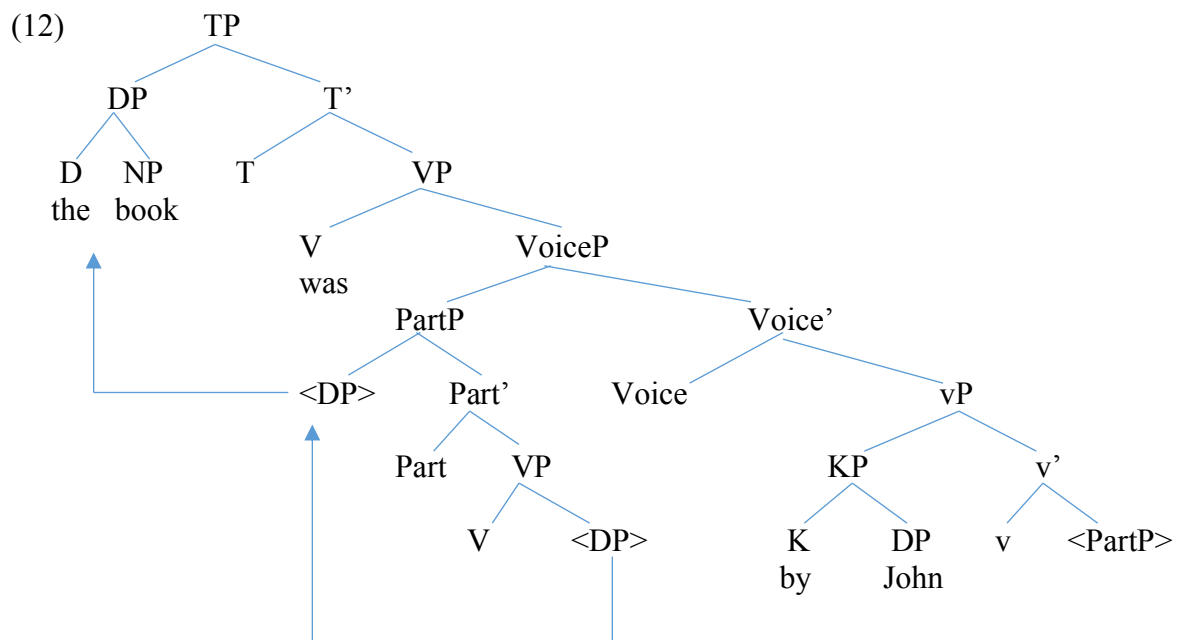 (12) TP
DP T’
D NP T VP
the book
V VoiceP
was
PartP Voice’
<DP> Part’ Voice vP
Part VP KP v’
V <DP> K DP v <PartP>
by John